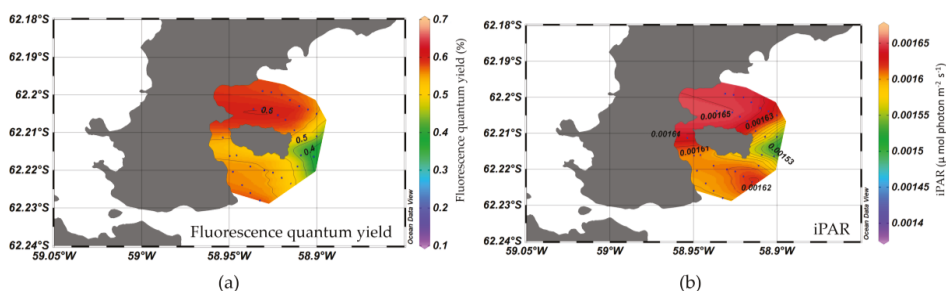 62.18°S
62.19°S
62.2°S
62.21°S
62.22°S
62.23°S
62.24°S
59.05°W
59°W
58.95°W
58.9°W
0.6
0.5
0.4
Fluorescence quantum yield
Ocean Data View
0.7
0.6
0.5
0.4
0.3
0.2
0.1
Fluorescence quantum yield (%)
(a)
62.18°S
62.19°S
62.2°S
62.21°S
62.22°S
62.23°S
62.24°S
59.05°W
59°W
58.95°W
58.9°W
0.00165
0.00163
0.00164
0.00161
0.00153
0.00162
iPAR
Ocean Data View
0.00165
0.0016
0.00155
0.0015
0.00145
0.0014
iPAR (μ mol photon m⁻² s⁻¹)
(b)